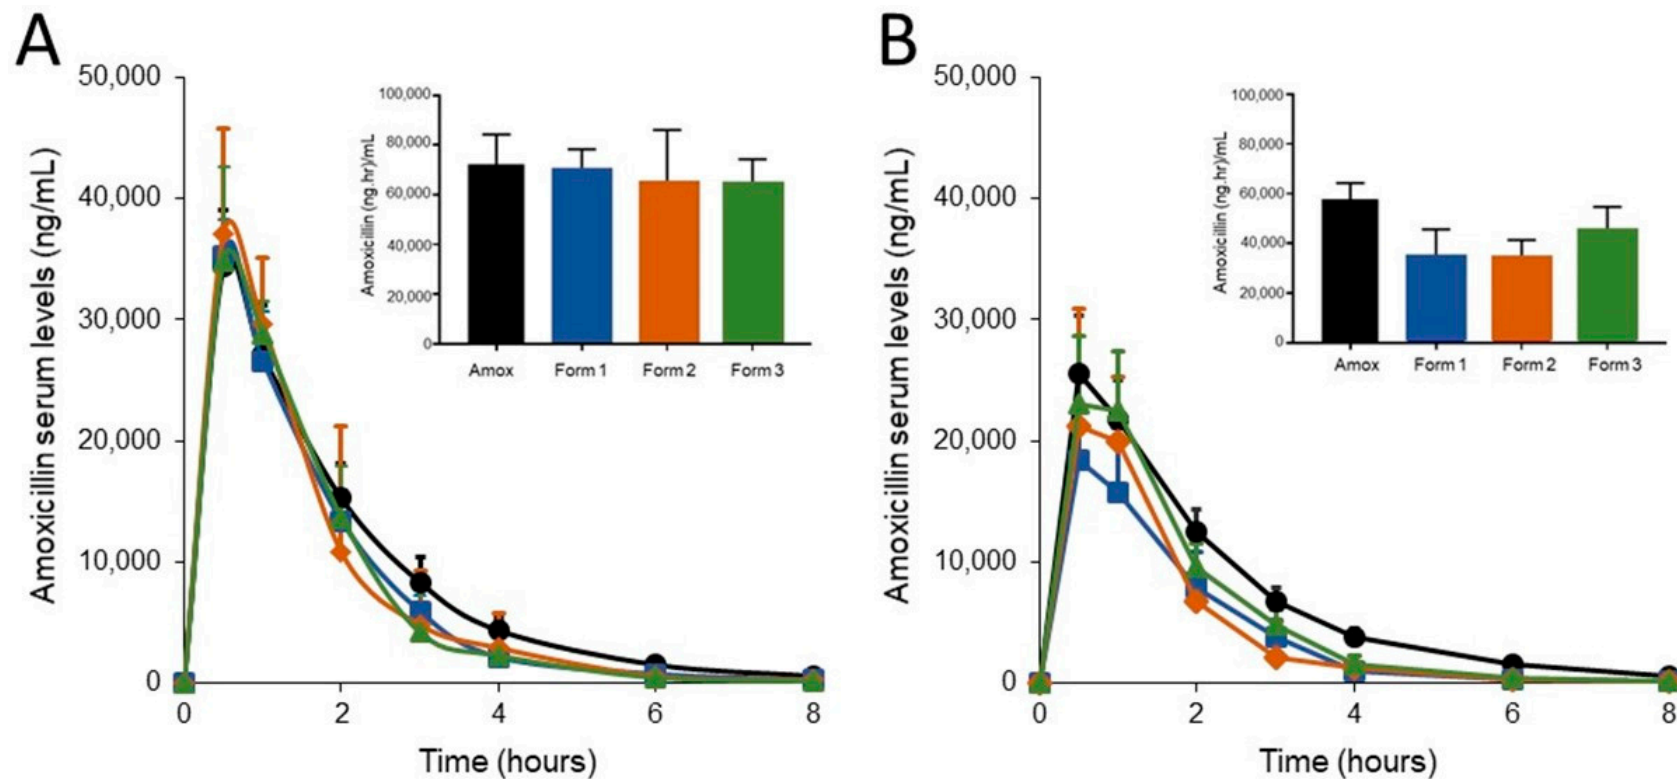 A
Amoxicillin serum levels (ng/mL)
50,000
40,000
30,000
20,000
10,000
0
0 2 4 6 8
Time (hours)
Amoxicillin (ng.hr)/mL
100,000
80,000
60,000
40,000
20,000
0
Amox Form 1 Form 2 Form 3
B
Amoxicillin serum levels (ng/mL)
50,000
40,000
30,000
20,000
10,000
0
0 2 4 6 8
Time (hours)
Amoxicillin (ng.hr)/mL
100,000
80,000
60,000
40,000
20,000
0
Amox Form 1 Form 2 Form 3